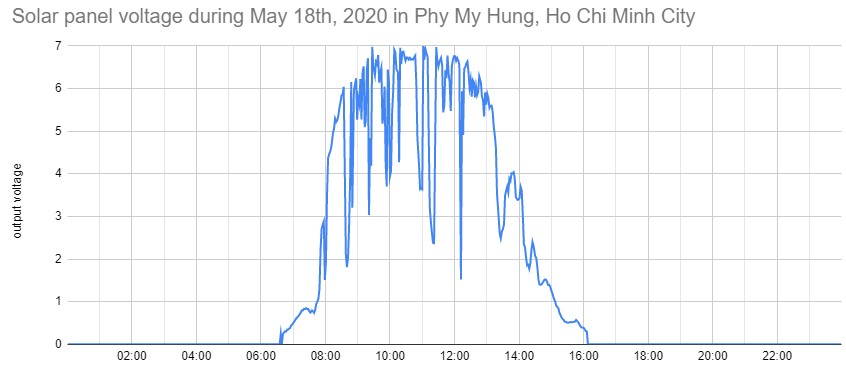 Solar panel voltage during May 18th, 2020 in Phy My Hung, Ho Chi Minh City
7
6
5
4
3
2
1
0
output voltage
02:00 04:00 06:00 08:00 10:00 12:00 14:00 16:00 18:00 20:00 22:00